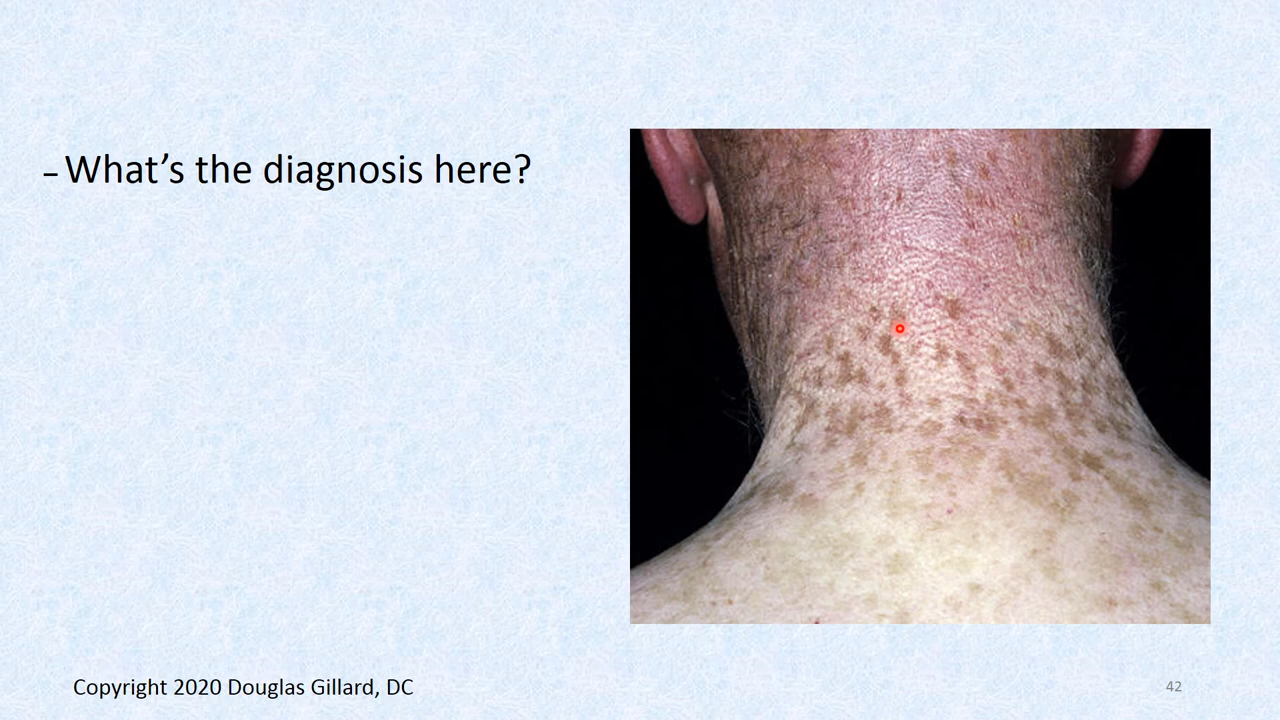 – What’s the diagnosis here?
Copyright 2020 Douglas Gillard, DC
42